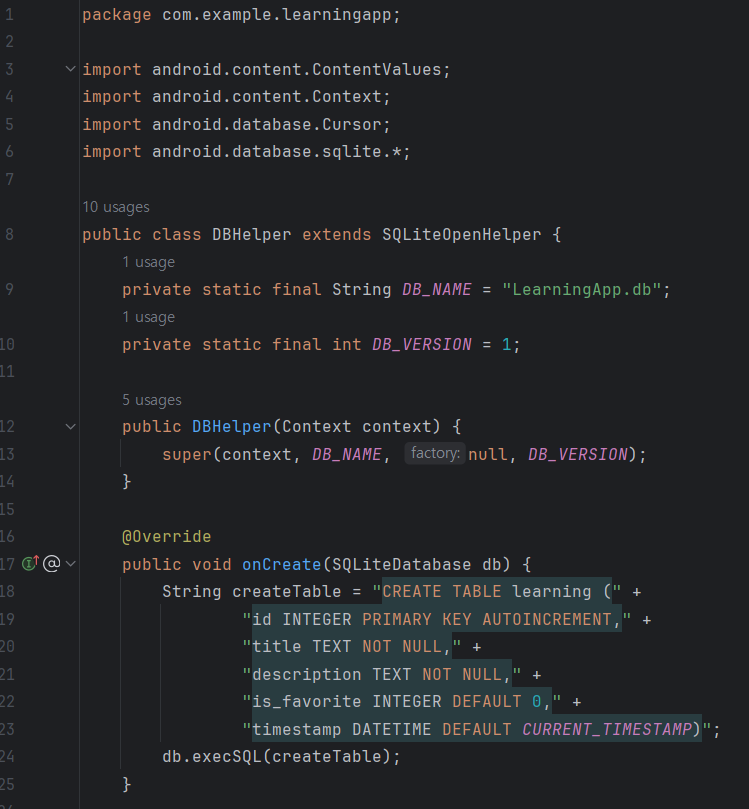 1 package com.example.learningapp;
2
3 import android.content.ContentValues;
4 import android.content.Context;
5 import android.database.Cursor;
6 import android.database.sqlite.*;
7
10 usages
8 public class DBHelper extends SQLiteOpenHelper {
1 usage
9 private static final String DB_NAME = "LearningApp.db";
1 usage
10 private static final int DB_VERSION = 1;
11
5 usages
12 public DBHelper(Context context) {
13 super(context, DB_NAME, factory: null, DB_VERSION);
14 }
15
16 @Override
17 public void onCreate(SQLiteDatabase db) {
18 String createTable = "CREATE TABLE learning (" +
19 "id INTEGER PRIMARY KEY AUTOINCREMENT," +
20 "title TEXT NOT NULL," +
21 "description TEXT NOT NULL," +
22 "is_favorite INTEGER DEFAULT 0," +
23 "timestamp DATETIME DEFAULT CURRENT_TIMESTAMP)";
24 db.execSQL(createTable);
25 }